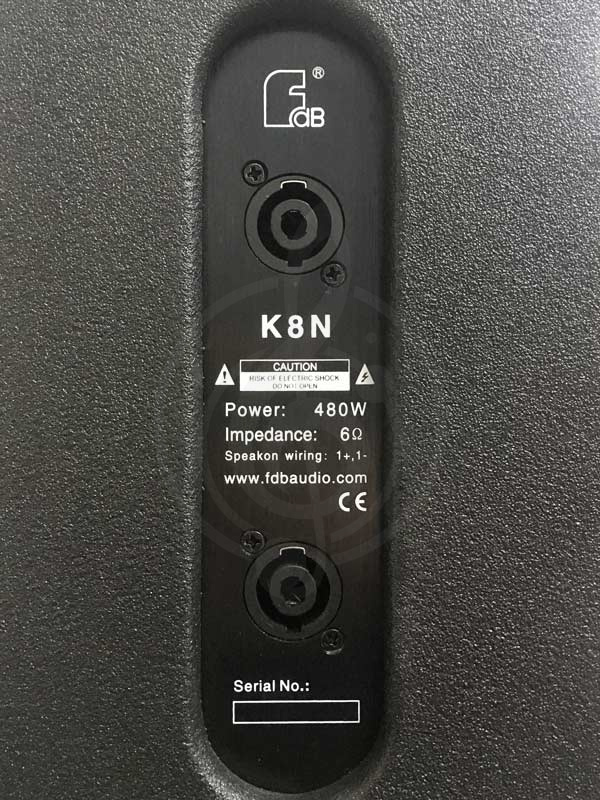 FdB®
K8N
CAUTION
RISK OF ELECTRIC SHOCK
DO NOT OPEN
Power: 480W
Impedance: 6Ω
Speakon wiring: 1+,1-
www.fdbaudio.com
CE
Serial No.: